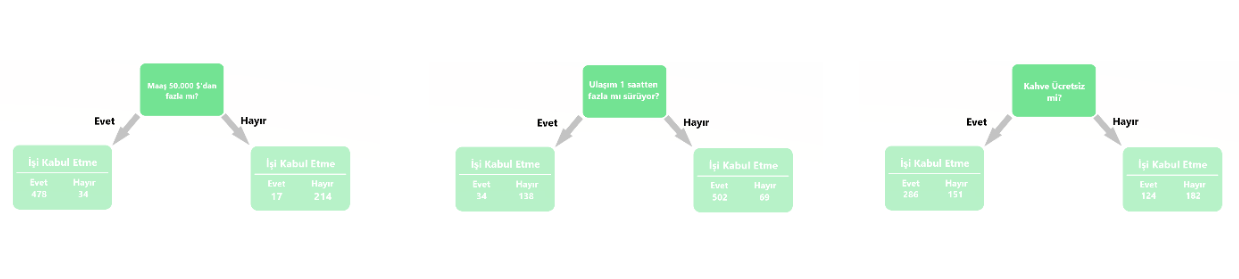 Maaş 50.000 $'dan
fazla mı?
Evet
Hayır
İşi Kabul Etme
Evet Hayır
478 34
İşi Kabul Etme
Evet Hayır
17 214
Ulaşım 1 saatten
fazla mı sürüyor?
Evet
Hayır
İşi Kabul Etme
Evet Hayır
34 138
İşi Kabul Etme
Evet Hayır
502 69
Kahve Ücretsiz
mi?
Evet
Hayır
İşi Kabul Etme
Evet Hayır
286 151
İşi Kabul Etme
Evet Hayır
124 182